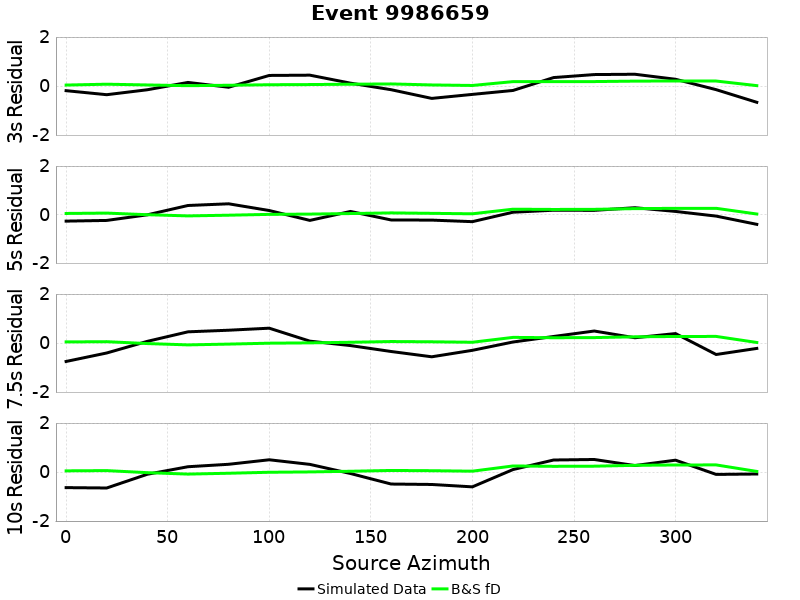 Event 9986659
3s Residual
2
0
-2
5s Residual
2
0
-2
7.5s Residual
2
0
-2
10s Residual
2
0
-2
0 50 100 150 200 250 300
Source Azimuth
Simulated Data B&S fD